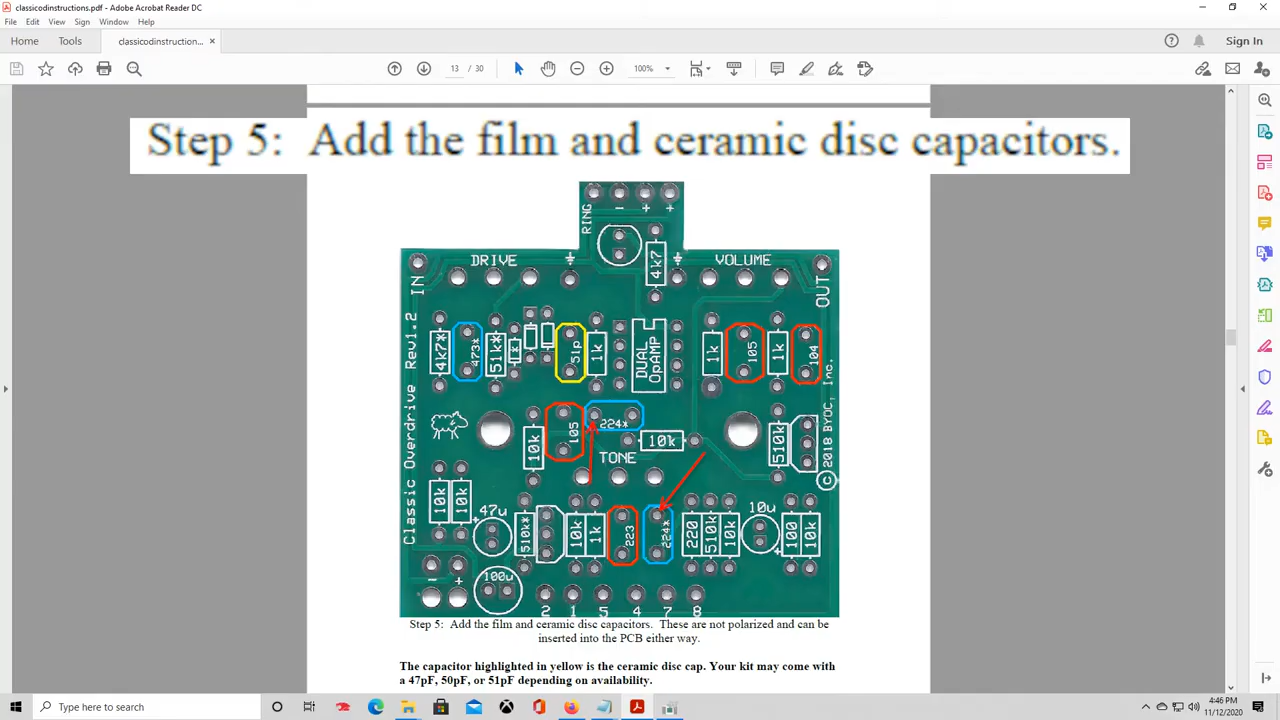 classicodinstructions.pdf - Adobe Acrobat Reader DC
File Edit View Sign Window Help
Home Tools classicodinstructions... × Sign In
13 / 30 100%
Step 5: Add the film and ceramic disc capacitors.
RING - + +
4k7
DRIVE VOLUME
IN OUT
Classic Overdrive Rev1.2
4k7* 473* 51k* * 51p 1k DUAL OpAMP 1k 105 1k 104
10k 105 224* 10k 510k
TONE
© 2018 BYOC, Inc.
10k 10k 47u + 510k* 10k 1k 223 224* 220 510k 10k 10u + 100 10k
- + 100u
2 1 5 4 7 8
Step 5: Add the film and ceramic disc capacitors. These are not polarized and can be
inserted into the PCB either way.
The capacitor highlighted in yellow is the ceramic disc cap. Your kit may come with
a 47pF, 50pF, or 51pF depending on availability.
Type here to search
4:46 PM
11/12/2020